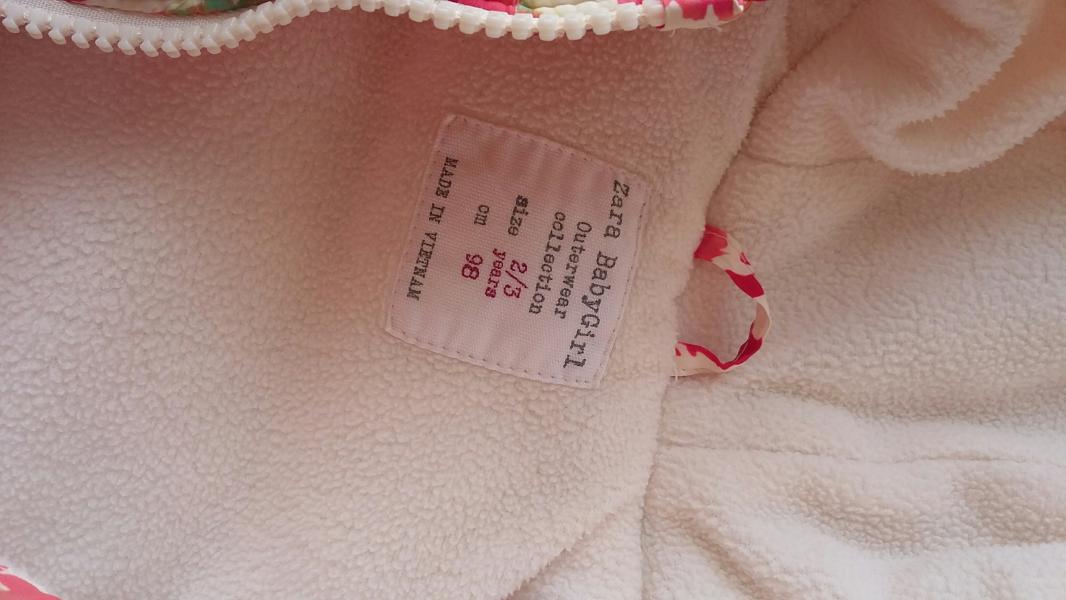 Zara BabyGirl
Outerwear
collection
size 2/3 years
cm 98
MADE IN VIETNAM